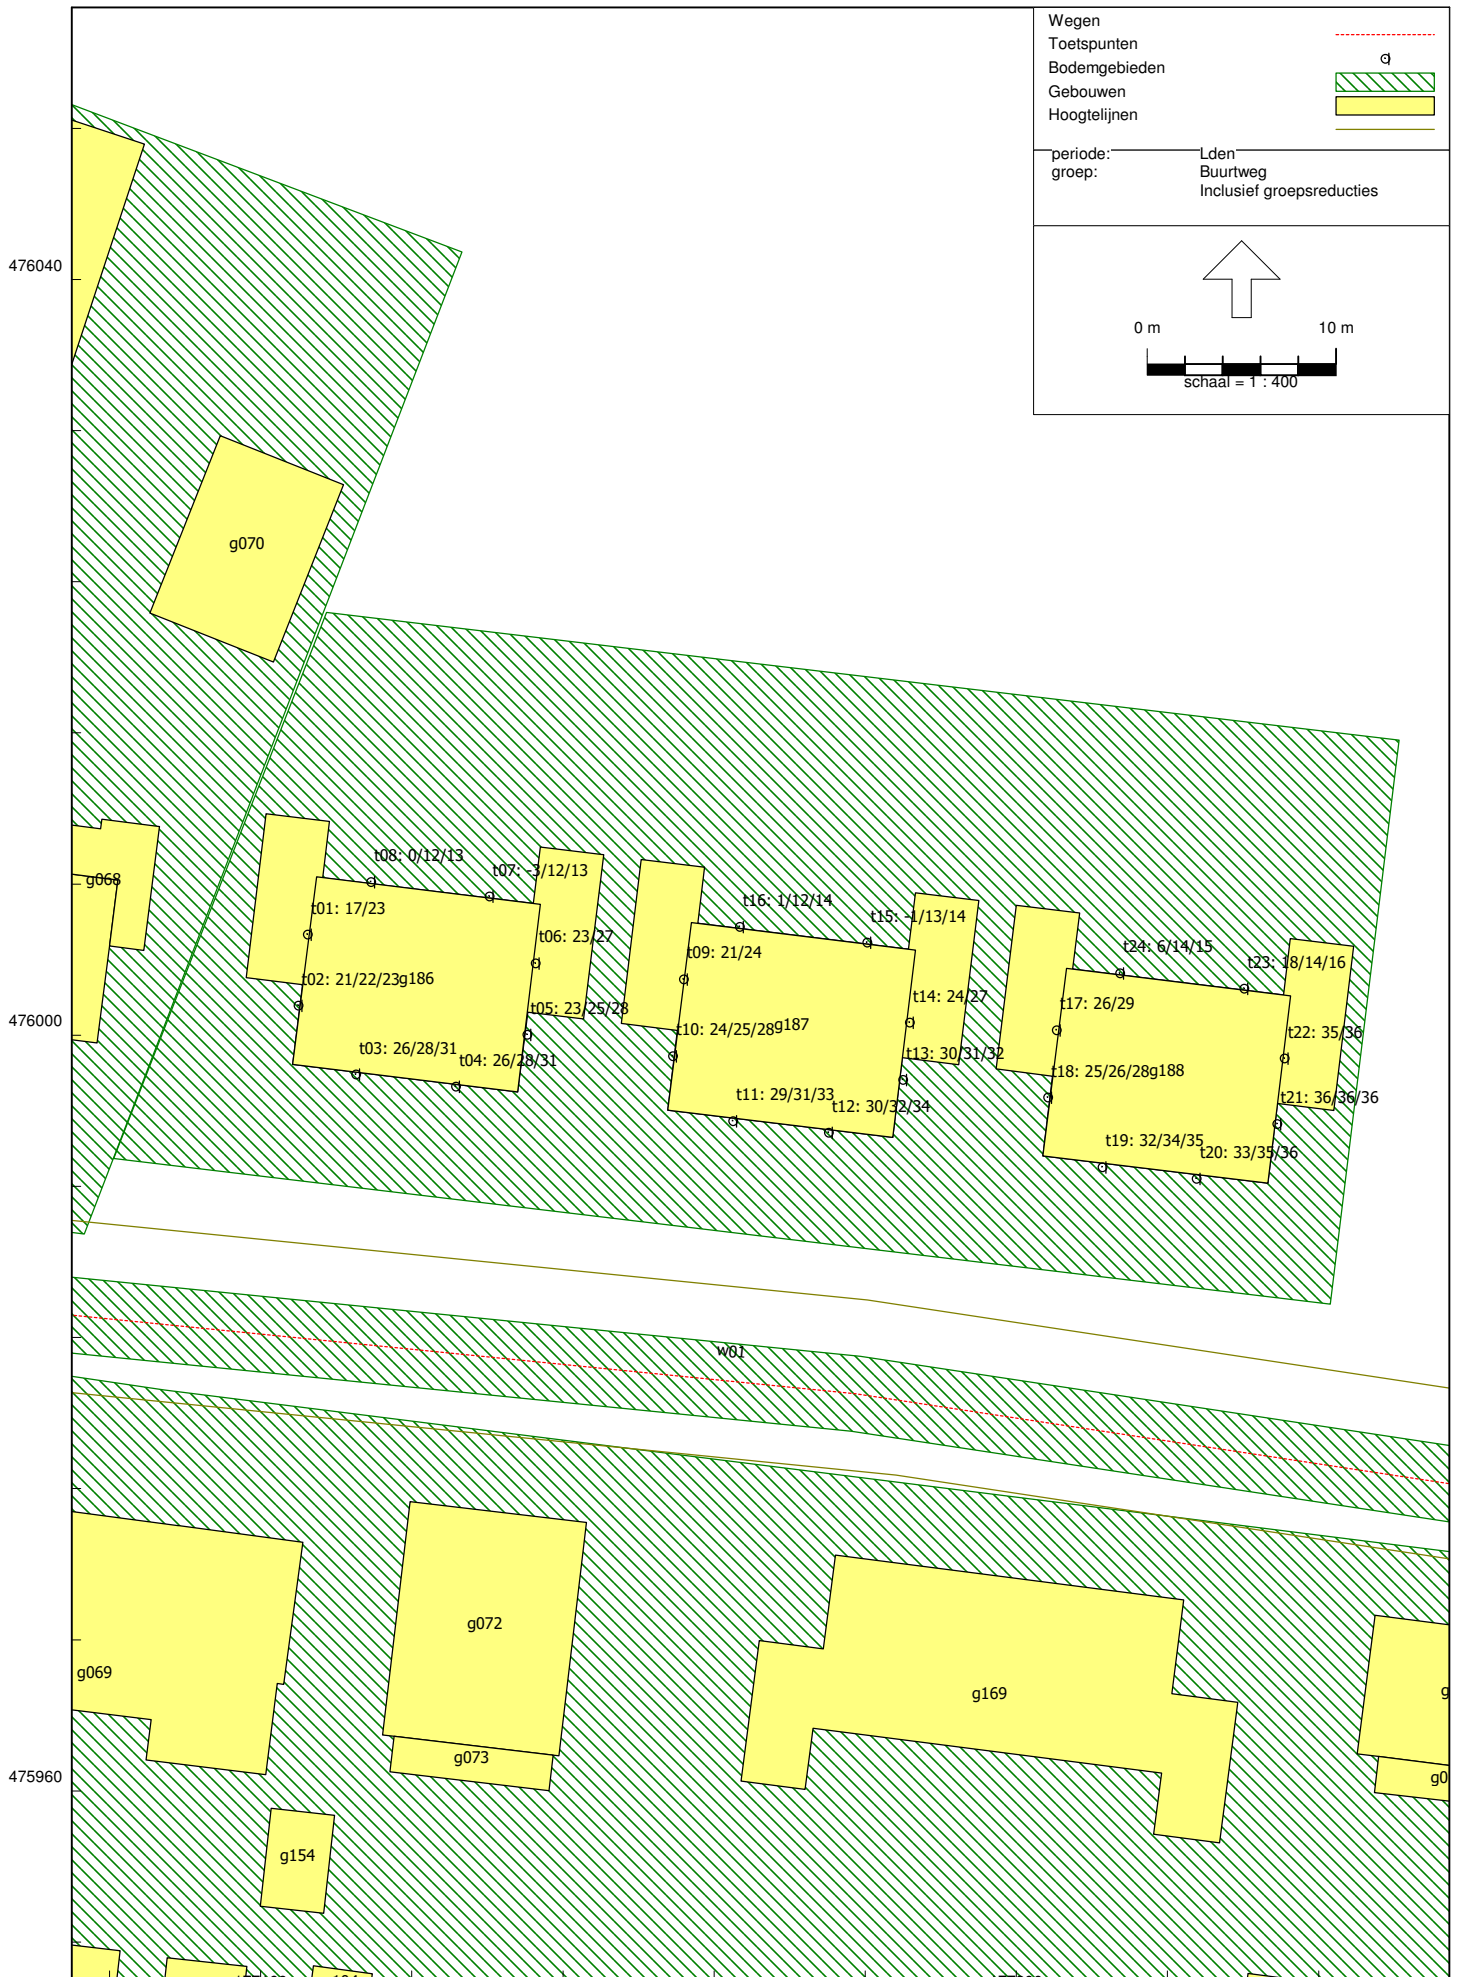 Wegen
Toetspunten
Bodemgebieden
Gebouwen
Hoogtelijnen
periode: Lden
groep: Buurtweg
Inclusief groepsreducties
0 m 10 m
schaal = 1 : 400
476040
g070
g068
t08: 0/12/13
t07: -3/12/13
t01: 17/23
t06: 23/27
t02: 21/22/23
g186
t05: 23/25/28
t03: 26/28/31
t04: 26/28/31
t16: 1/12/14
t15: -1/13/14
t09: 21/24
t14: 24/27
t10: 24/25/28
g187
t13: 30/31/32
t11: 29/31/33
t12: 30/32/34
t24: 6/14/15
t23: 18/14/16
t17: 26/29
t22: 35/36
t18: 25/26/28
g188
t21: 36/36/36
t19: 32/34/35
t20: 33/35/36
476000
w01
g072
g069
g169
g
g073
475960
g0
g154